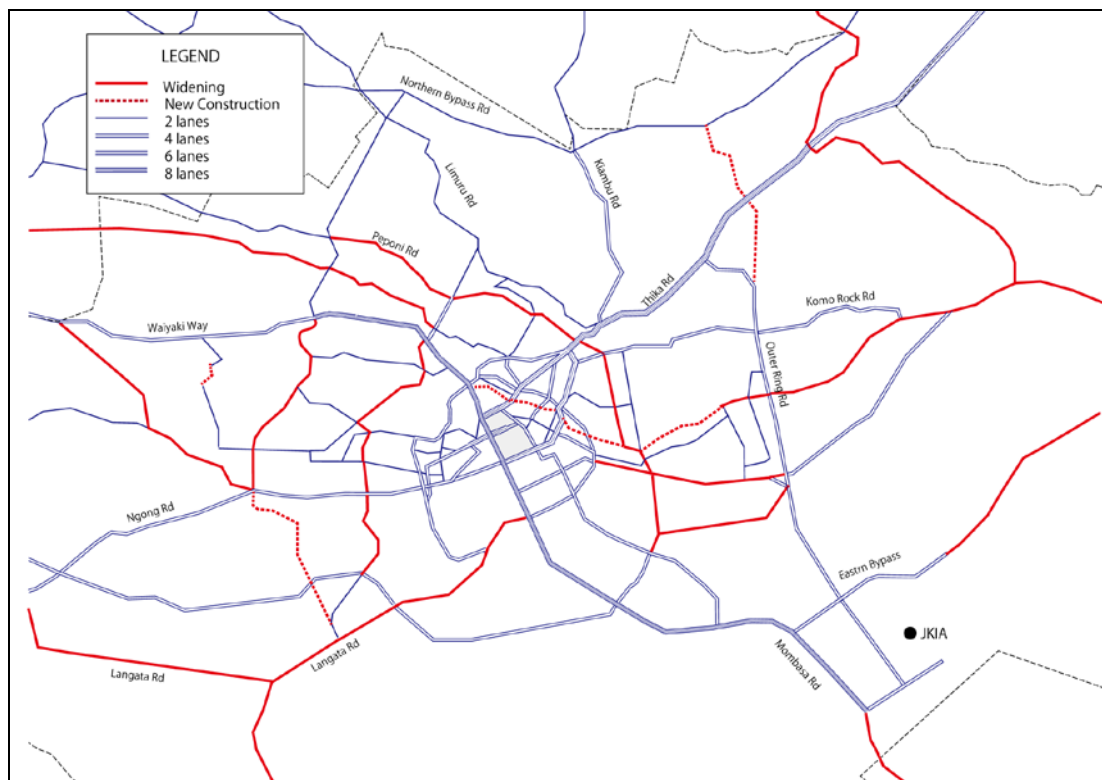 LEGEND
Widening
New Construction
2 lanes
4 lanes
6 lanes
8 lanes
Northern Bypass Rd
Limuru Rd
Kiambu Rd
Peponi Rd
Thika Rd
Komo Rock Rd
Waiyaki Way
Outer Ring Rd
Ngong Rd
Eastrn Bypass
JKIA
Langata Rd
Langata Rd
Mombasa Rd